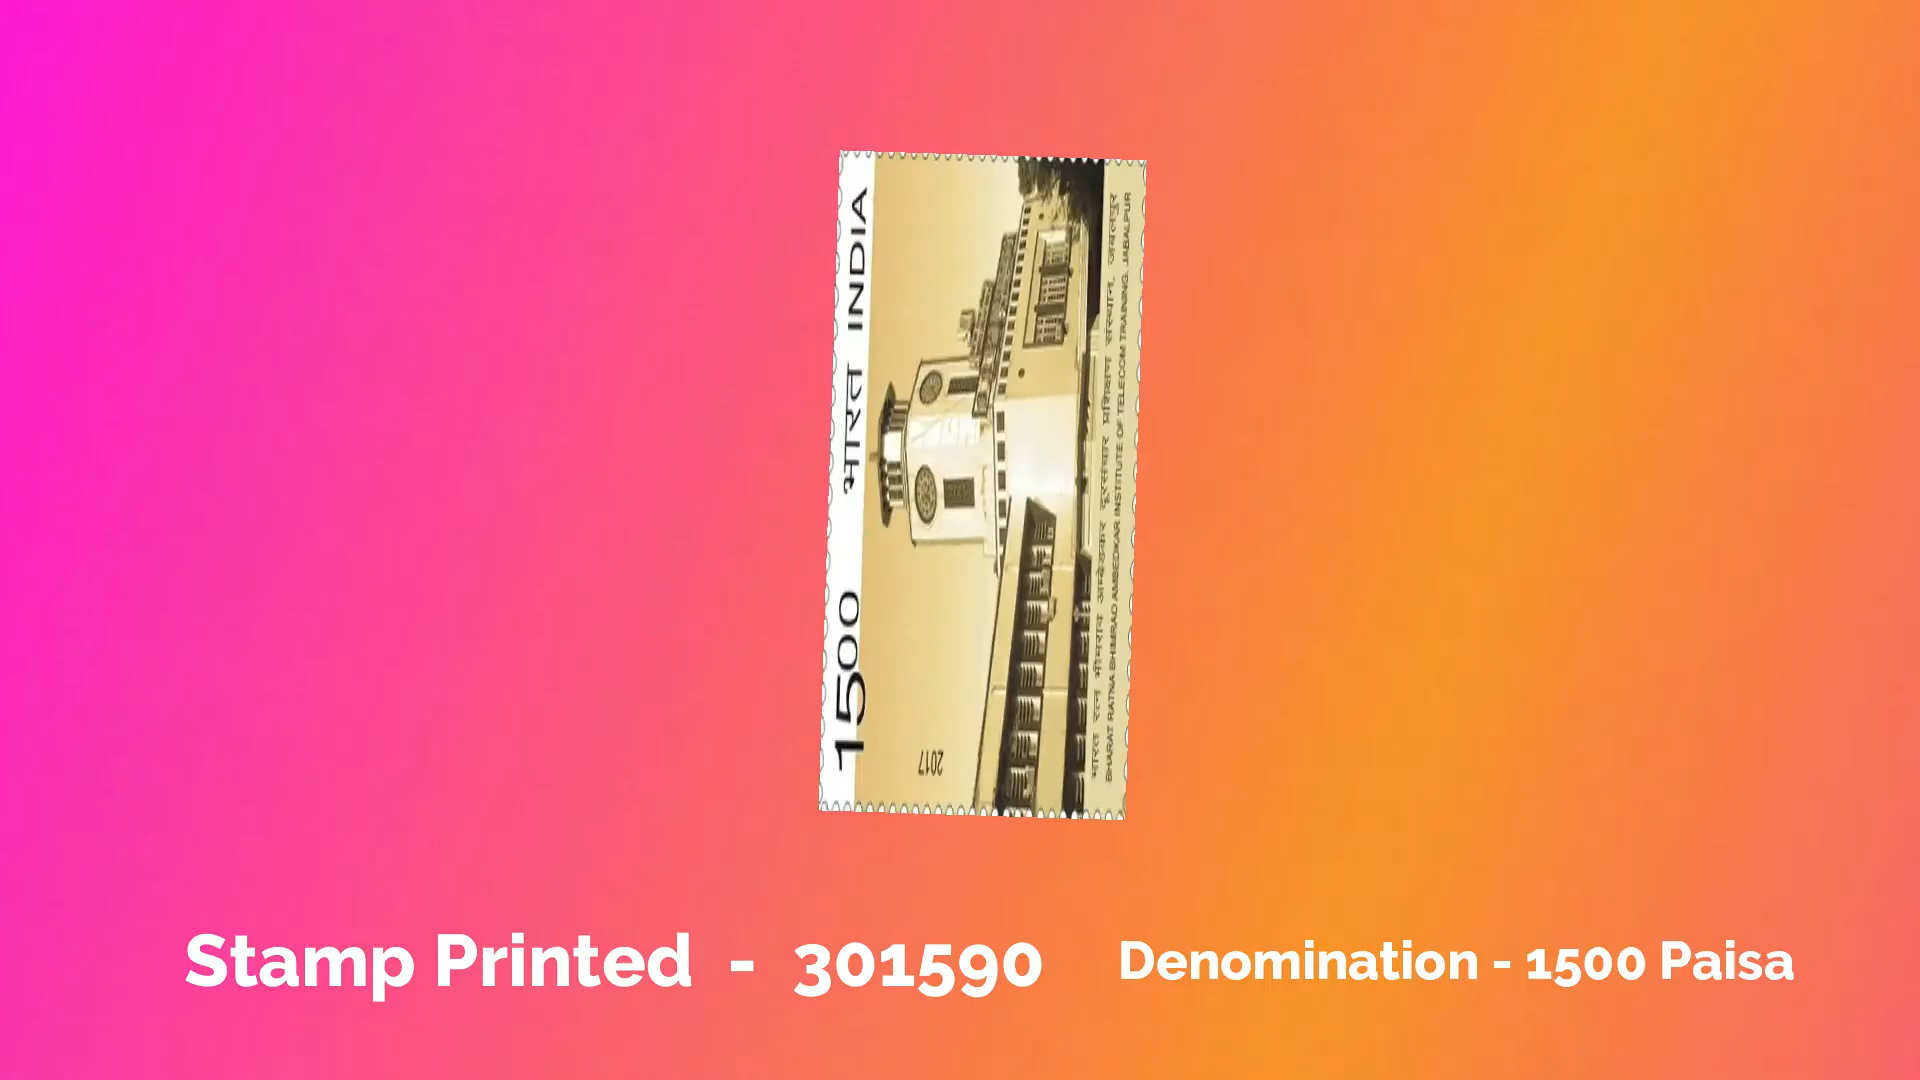 1500 भारत INDIA
2017
भारत रत्न भीमराव अम्बेडकर दूरसंचार प्रशिक्षण संस्थान, जबलपुर
BHARAT RATNA BHIMRAO AMBEDKAR INSTITUTE OF TELECOM TRAINING, JABALPUR
Stamp Printed - 301590
Denomination - 1500 Paisa